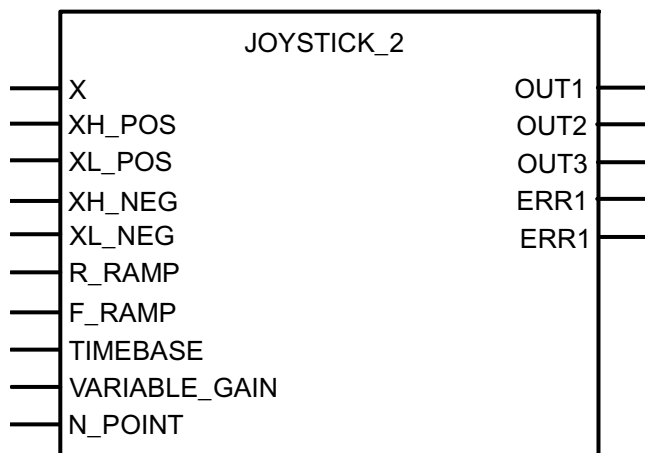 JOYSTICK_2
X
OUT1
XH_POS
OUT2
XL_POS
OUT3
XH_NEG
ERR1
XL_NEG
ERR1
R_RAMP
F_RAMP
TIMEBASE
VARIABLE_GAIN
N_POINT